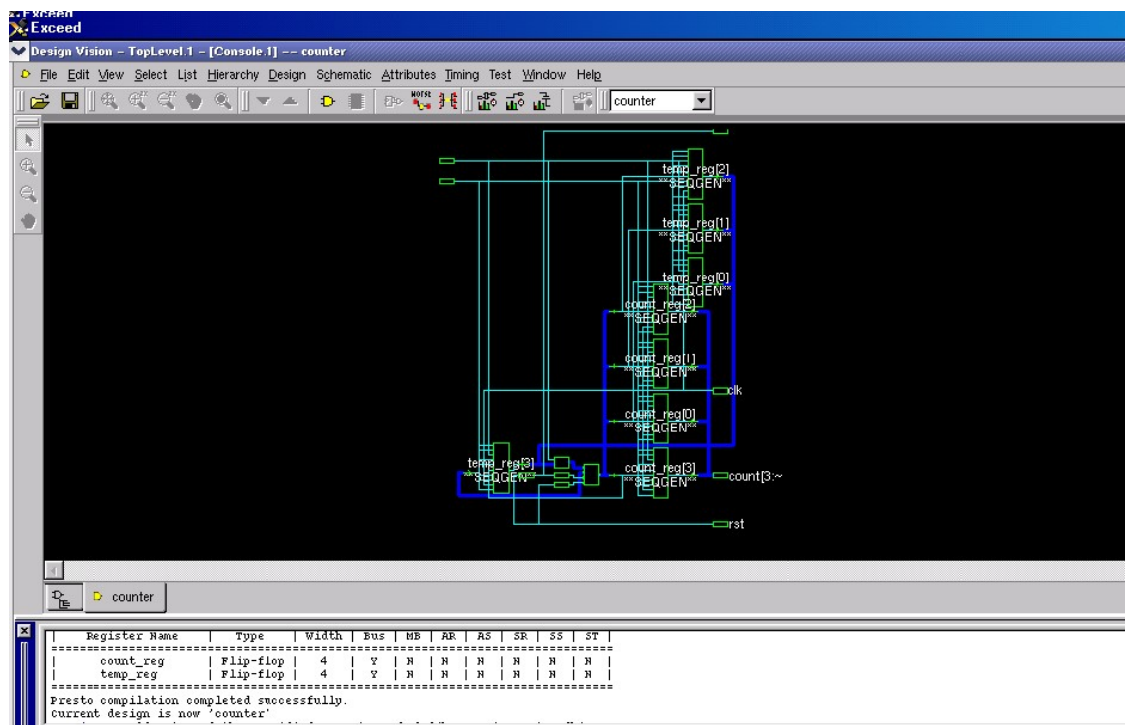 Exceed
Exceed
Design Vision - TopLevel.1 - [Console.1] -- counter
File Edit View Select List Hierarchy Design Schematic Attributes Timing Test Window Help
counter
temp_reg[2]
**SEQGEN**
temp_reg[1]
**SEQGEN**
temp_reg[0]
**SEQGEN**
count_reg[2]
**SEQGEN**
count_reg[1]
**SEQGEN**
clk
count_reg[0]
**SEQGEN**
temp_reg[3]
**SEQGEN**
count_reg[3]
**SEQGEN**
count[3:~
rst
counter
| Register Name | Type | Width | Bus | MB | AR | AS | SR | SS | ST |
===============================================================================
| count_reg | Flip-flop | 4 | Y | N | N | N | N | N | N |
| temp_reg | Flip-flop | 4 | Y | N | N | N | N | N | N |
===============================================================================
Presto compilation completed successfully.
Current design is now 'counter'